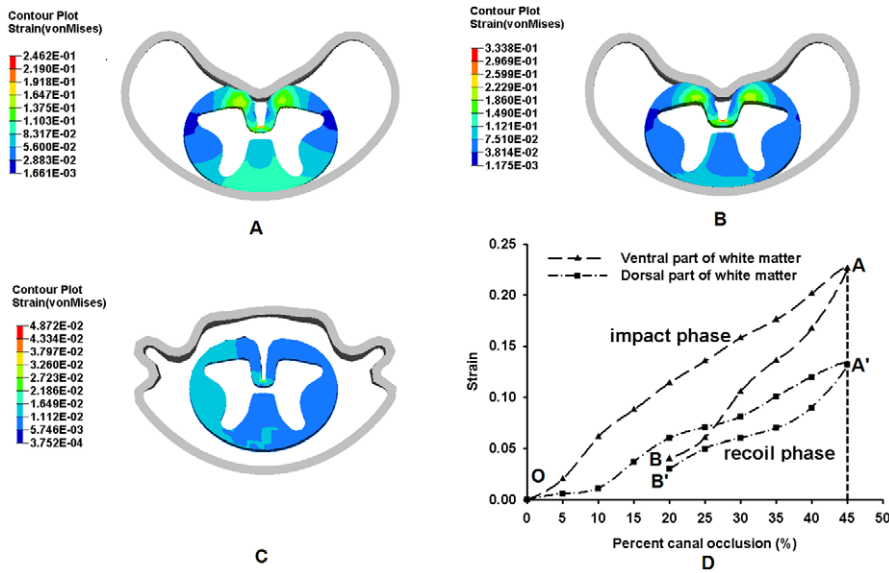 Contour Plot
Strain(vonMises)
2.462E-01
2.190E-01
1.918E-01
1.647E-01
1.375E-01
1.103E-01
8.317E-02
5.600E-02
2.883E-02
1.661E-03
A
Contour Plot
Strain(vonMises)
3.338E-01
2.969E-01
2.599E-01
2.229E-01
1.860E-01
1.490E-01
1.121E-01
7.510E-02
3.814E-02
1.175E-03
B
Contour Plot
Strain(vonMises)
4.872E-02
4.334E-02
3.797E-02
3.260E-02
2.723E-02
2.186E-02
1.649E-02
1.112E-02
5.746E-03
3.752E-04
C
0.25
0.20
0.15
0.10
0.05
0.00
Strain
Ventral part of white matter
Dorsal part of white matter
impact phase
recoil phase
A
A'
B
B'
O
0 5 10 15 20 25 30 35 40 45 50
Percent canal occlusion (%)
D